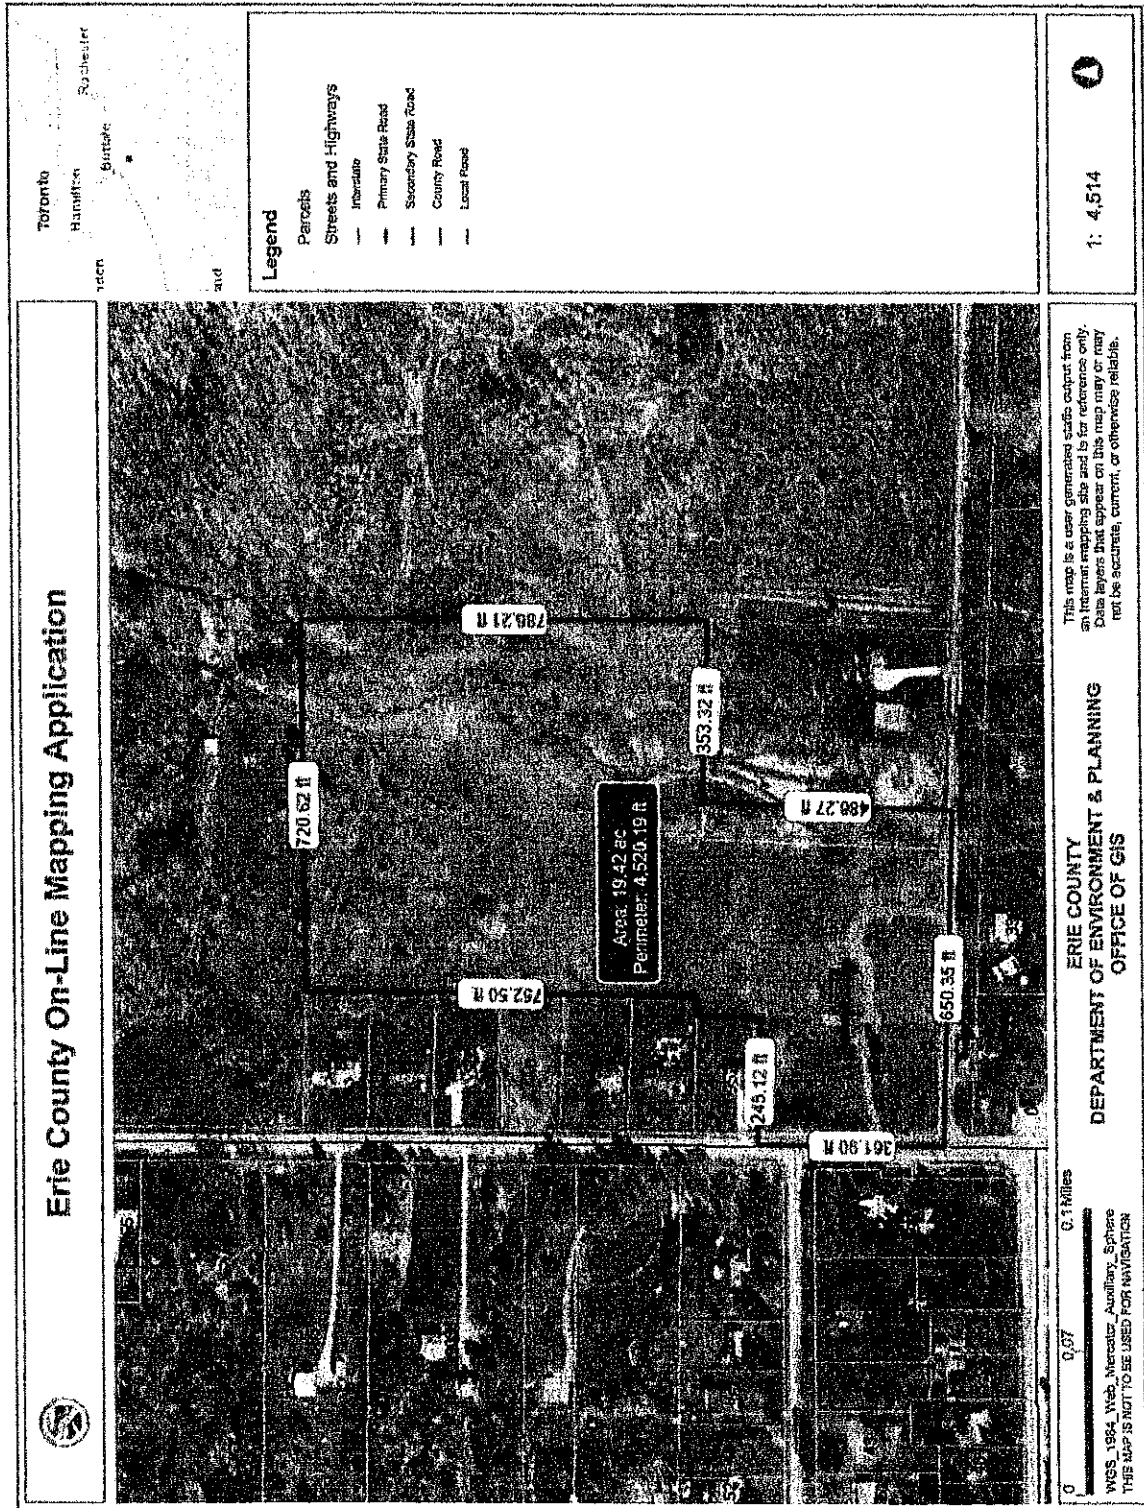 Erie County On-Line Mapping Application
Toronto
Hamilton
Rochester
Buffalo
Legend
Parcels
Streets and Highways
Interstate
Primary State Road
Secondary State Road
County Road
Local Road
720.62 ft
786.21 ft
752.50 ft
353.32 ft
Area: 19.42 ac
Perimeter: 4,520.19 ft
486.27 ft
245.12 ft
361.90 ft
650.35 ft
0
0.07
0.1 Miles
WGS_1984_Web_Mercator_Auxiliary_Sphere
THIS MAP IS NOT TO BE USED FOR NAVIGATION
ERIE COUNTY
DEPARTMENT OF ENVIRONMENT & PLANNING
OFFICE OF GIS
This map is a user generated static output from
an Internet mapping site and is for reference only.
Data layers that appear on this map may or may
not be accurate, current, or otherwise reliable.
1: 4,514